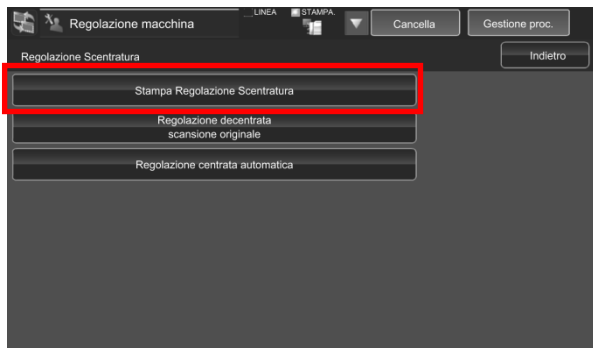 LINEA STAMPA.
Regolazione macchina Cancella Gestione proc.
Regolazione Scentratura Indietro
Stampa Regolazione Scentratura
Regolazione decentrata
scansione originale
Regolazione centrata automatica